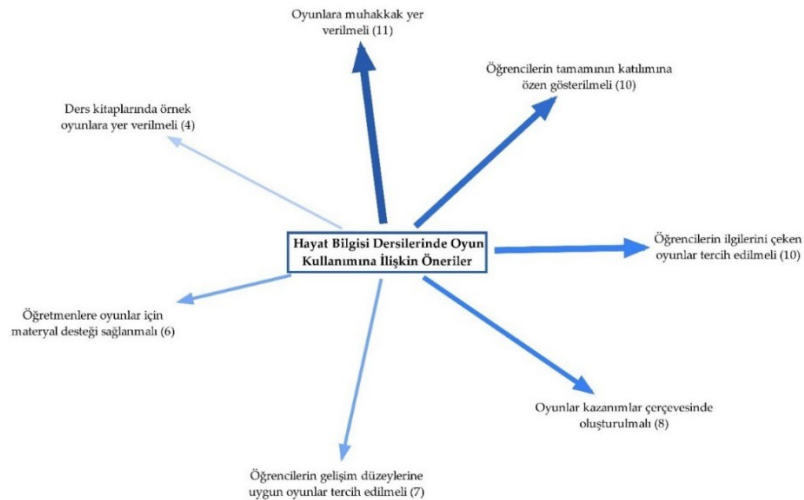 Oyunlara muhakkak yer
verilmeli (11)
Öğrencilerin tamamının katılımına
özen gösterilmeli (10)
Ders kitaplarında örnek
oyunlara yer verilmeli (4)
Hayat Bilgisi Dersilerinde Oyun
Kullanımına İlişkin Öneriler
Öğrencilerin ilgilerini çeken
oyunlar tercih edilmeli (10)
Öğretmenlere oyunlar için
materyal desteği sağlanmalı (6)
Oyunlar kazanımlar çerçevesinde
oluşturulmalı (8)
Öğrencilerin gelişim düzeylerine
uygun oyunlar tercih edilmeli (7)